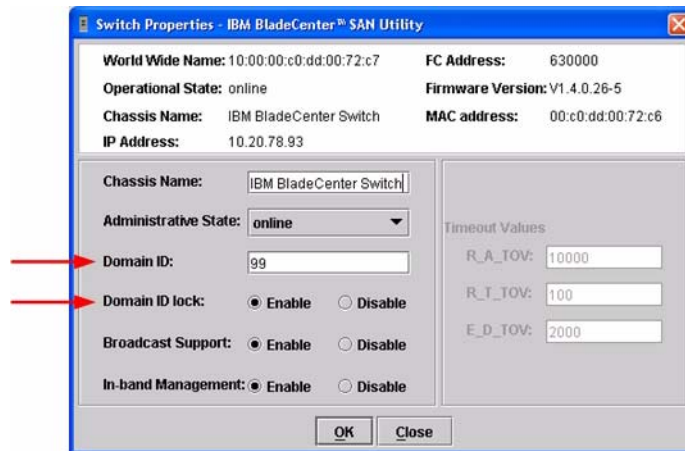 Switch Properties - IBM BladeCenter™ SAN Utility
World Wide Name: 10:00:00:c0:dd:00:72:c7 FC Address: 630000
Operational State: online Firmware Version: V1.4.0.26-5
Chassis Name: IBM BladeCenter Switch MAC address: 00:c0:dd:00:72:c6
IP Address: 10.20.78.93
Chassis Name: IBM BladeCenter Switch
Administrative State: online
Domain ID: 99
Domain ID lock: Enable Disable
Broadcast Support: Enable Disable
In-band Management: Enable Disable
Timeout Values
R_A_TOV: 10000
R_T_TOV: 100
E_D_TOV: 2000
OK Close